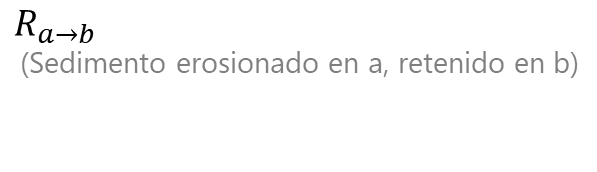 R_{a→b}
(Sedimento erosionado en a, retenido en b)